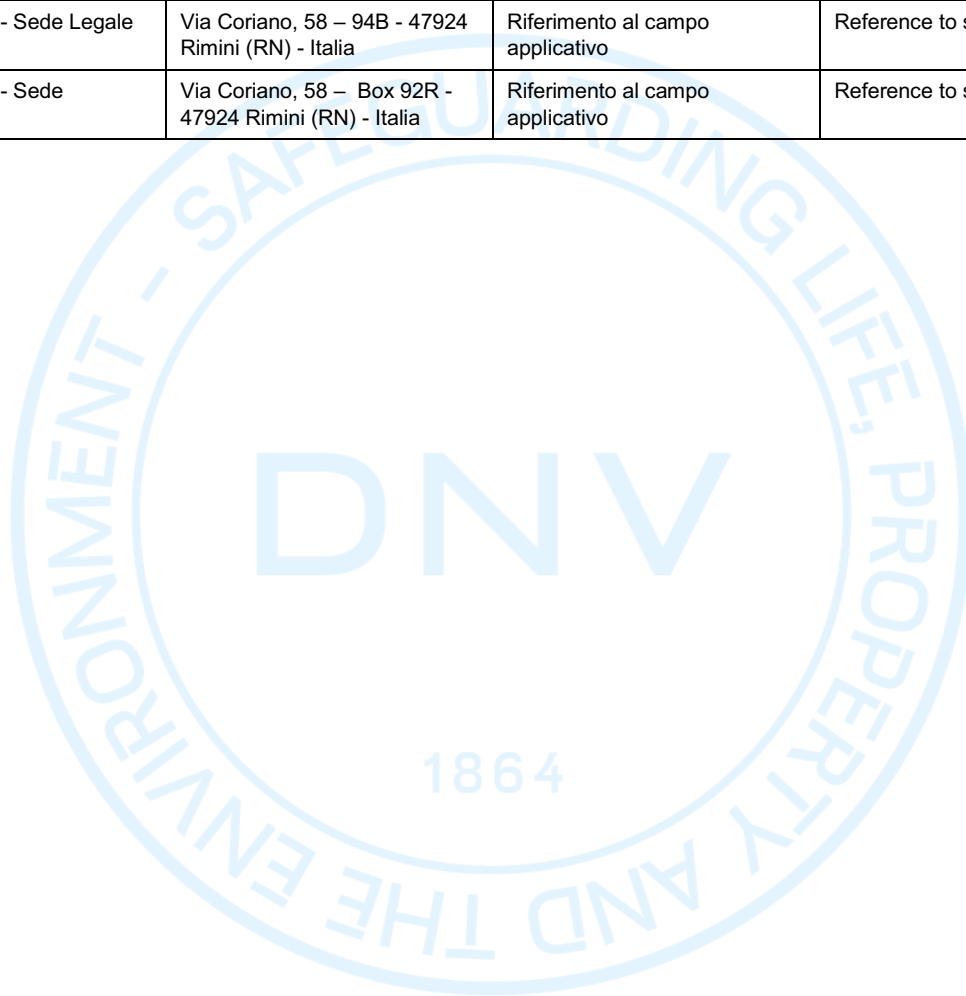 - Sede Legale
Via Coriano, 58 – 94B - 47924
Rimini (RN) - Italia
Riferimento al campo
applicativo
Reference to s
- Sede
Via Coriano, 58 –  Box 92R -
47924 Rimini (RN) - Italia
Riferimento al campo
applicativo
Reference to s
SAFEGUARDING LIFE, PROPERTY AND THE ENVIRONMENT -
DNV
1864